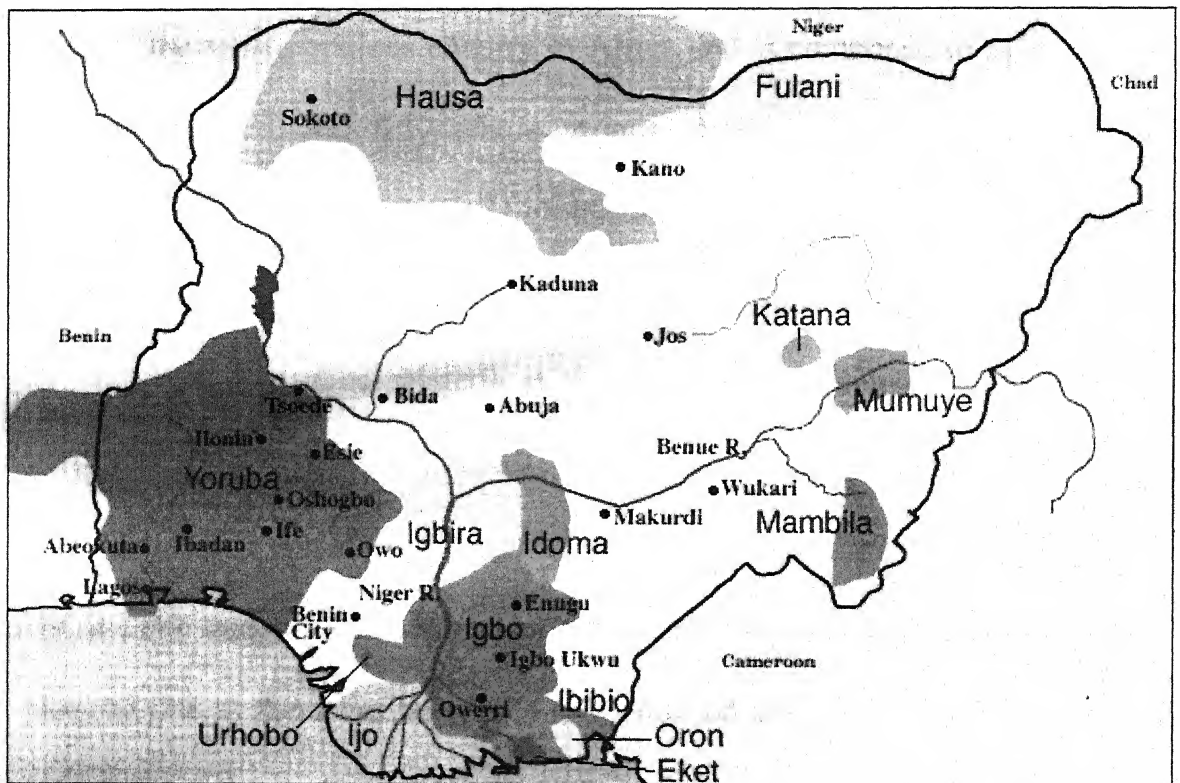 Niger
Chad
Hausa
Fulani
Sokoto
Kano
Kaduna
Jos
Katana
Benin
Mumuye
Bida
Abuja
Isoede
Ilonin
Esie
Benue R.
Yoruba
Oshogbo
Wukari
Makurdi
Mambila
Igbira
Idoma
Abeokuta
Ibadan
Ife
Owo
Lagos
Niger R.
Enugu
Benin
City
Igbo
Igbo Ukwu
Cameroon
Ibibio
Owerri
Urhobo
Ijo
Oron
Eket